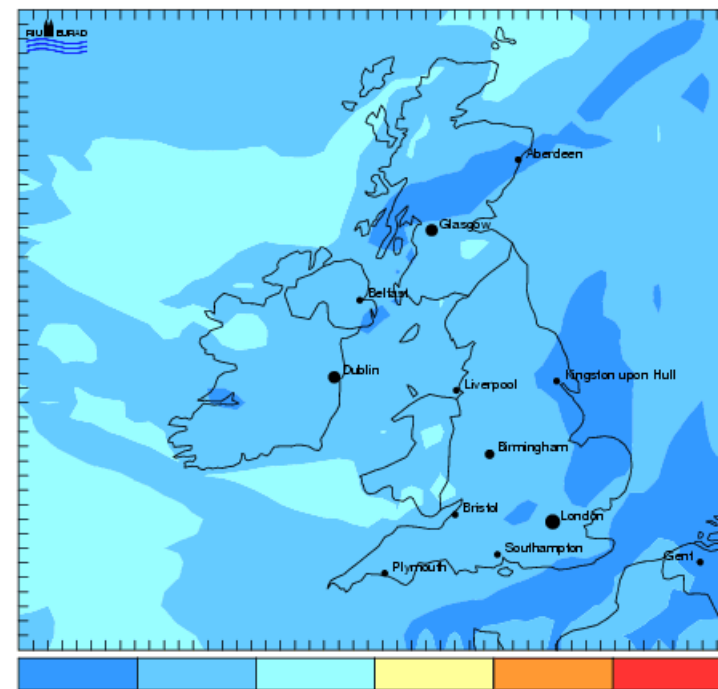 RIU EURAD
Aberdeen
Glasgow
Belfast
Dublin
Kingston upon Hull
Liverpool
Birmingham
Bristol
London
Southampton
Gent
Plymouth